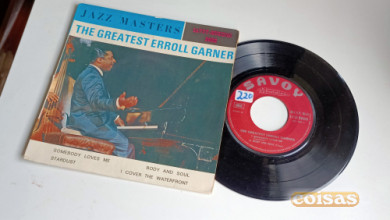 JAZZ MASTERS
THE GREATEST ERROLL GARNER
SOMEBODY LOVES ME
STARDUST
BODY AND SOUL
I COVER THE WATERFRONT
SAVOY
220
coisas